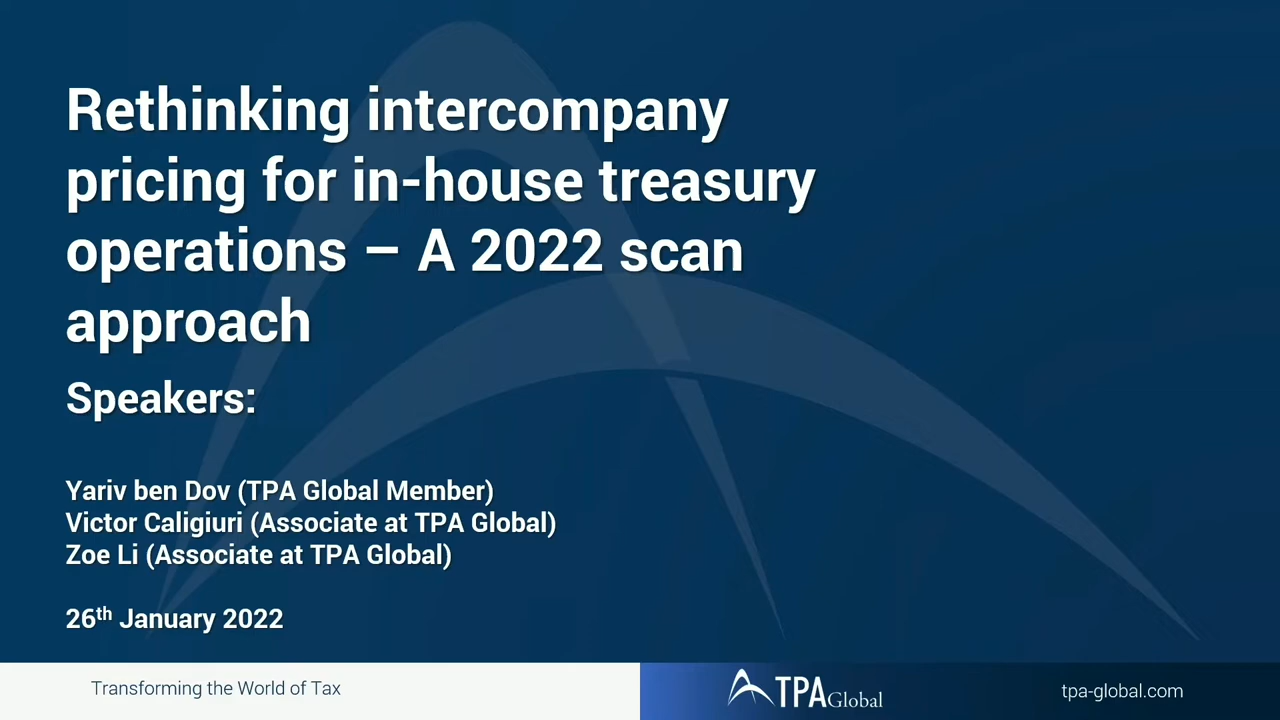 Rethinking intercompany
pricing for in-house treasury
operations – A 2022 scan
approach
Speakers:
Yariv ben Dov (TPA Global Member)
Victor Caligiuri (Associate at TPA Global)
Zoe Li (Associate at TPA Global)
26th January 2022
Transforming the World of Tax
TPA Global
tpa-global.com